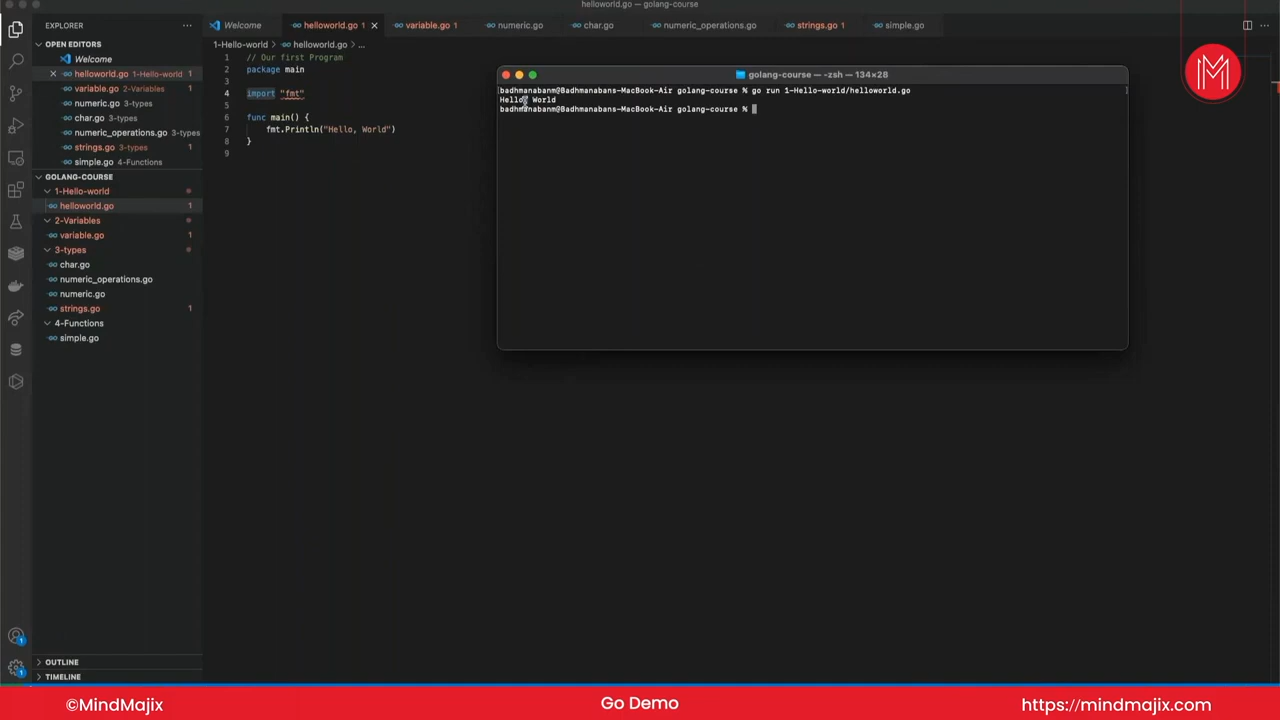 helloworld.go — golang-course
EXPLORER
Welcome
helloworld.go 1
variable.go 1
numeric.go
char.go
numeric_operations.go
strings.go 1
simple.go
OPEN EDITORS
Welcome
helloworld.go 1-Hello-world 1
variable.go 2-Variables 1
numeric.go 3-types
char.go 3-types
numeric_operations.go 3-types
strings.go 3-types 1
simple.go 4-Functions
GOLANG-COURSE
1-Hello-world
helloworld.go 1
2-Variables
variable.go 1
3-types
char.go
numeric_operations.go
numeric.go
strings.go 1
4-Functions
simple.go
OUTLINE
TIMELINE
1
1
1-Hello-world > helloworld.go > ...
1 // Our first Program
2 package main
3
4 import "fmt"
5
6 func main() {
7 fmt.Println("Hello, World")
8 }
9
golang-course — -zsh — 134×28
badhmanabanm@Badhmanabans-MacBook-Air golang-course % go run 1-Hello-world/helloworld.go
Hello, World
badhmanabanm@Badhmanabans-MacBook-Air golang-course %
M
©MindMajix
Go Demo
https://mindmajix.com